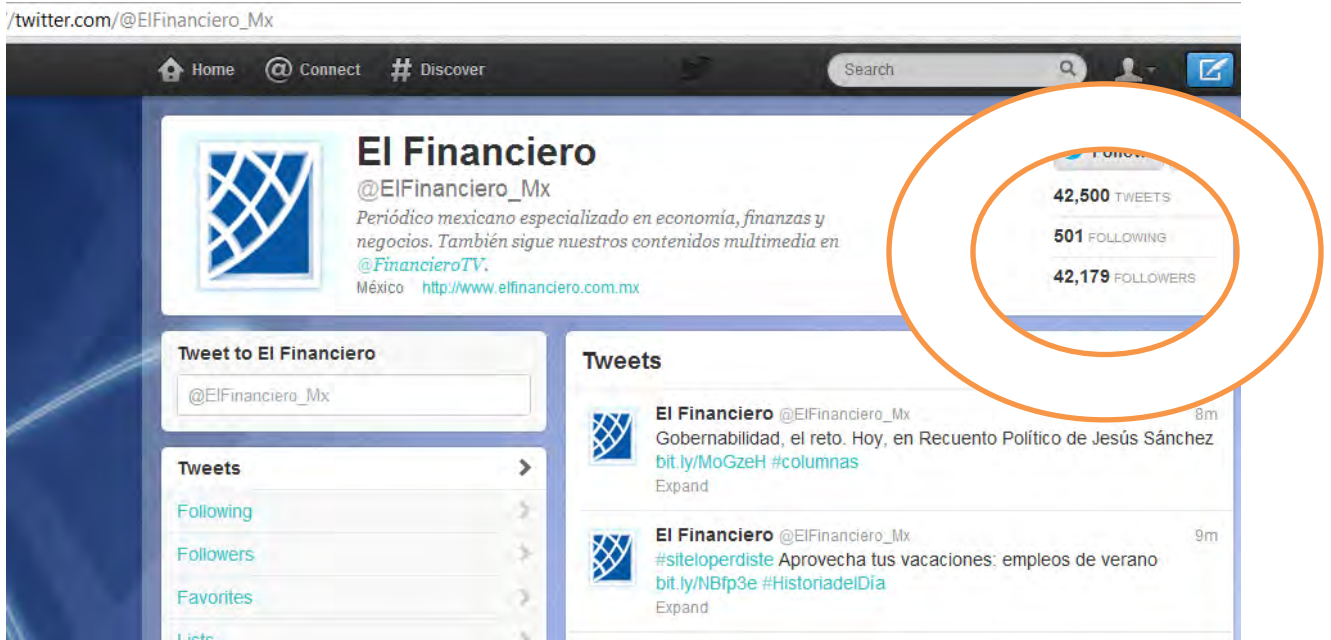 /twitter.com/@ElFinanciero_Mx
Home @ Connect # Discover Search
El Financiero
@ElFinanciero_Mx
Periódico mexicano especializado en economía, finanzas y
negocios. También sigue nuestros contenidos multimedia en
@FinancieroTV.
México http://www.elfinanciero.com.mx
Follow
42,500 TWEETS
501 FOLLOWING
42,179 FOLLOWERS
Tweet to El Financiero
@ElFinanciero_Mx
Tweets
Following
Followers
Favorites
Lists
Tweets
El Financiero @ElFinanciero_Mx 8m
Gobernabilidad, el reto. Hoy, en Recuento Político de Jesús Sánchez
bit.ly/MoGzeH #columnas
Expand
El Financiero @ElFinanciero_Mx 9m
#siteloperdiste Aprovecha tus vacaciones: empleos de verano
bit.ly/NBfp3e #HistoriadelDía
Expand